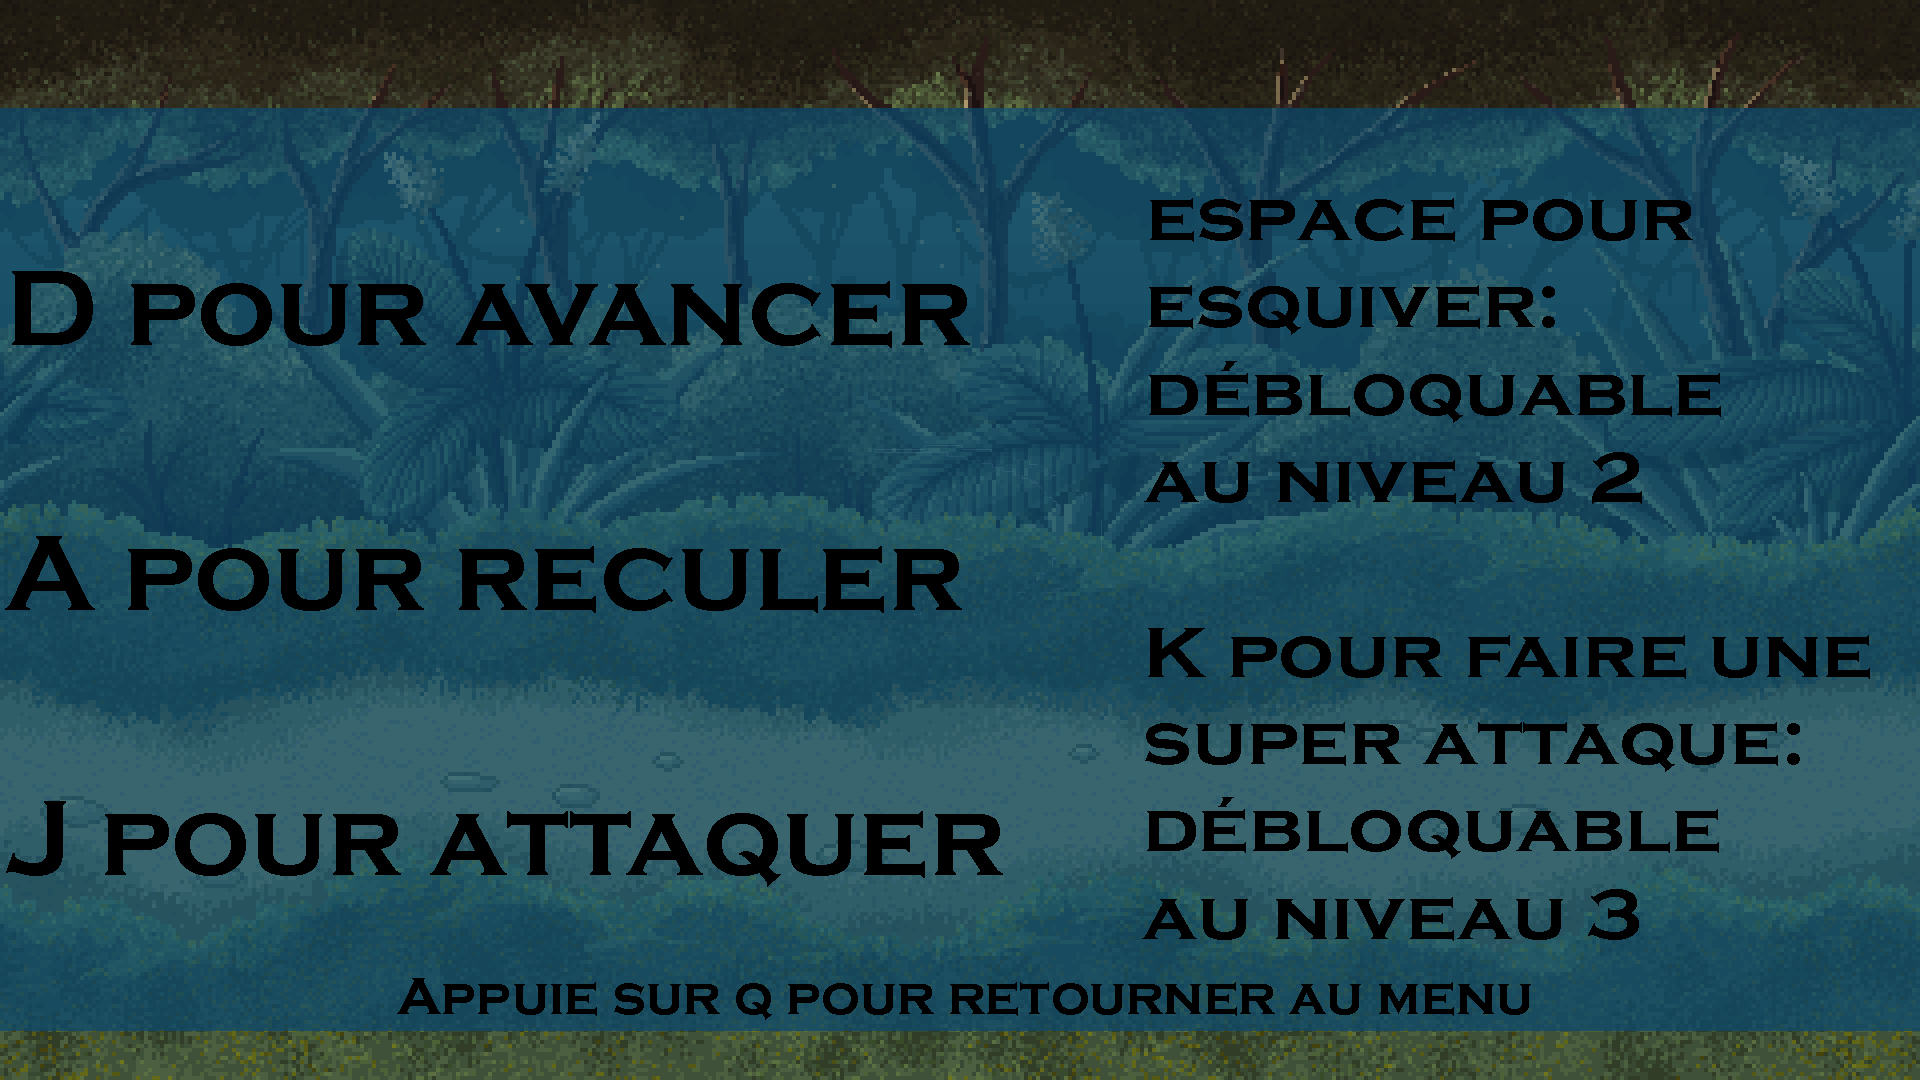 D POUR AVANCER
A POUR RECULER
J POUR ATTAQUER
ESPACE POUR
ESQUIVER:
DÉBLOQUABLE
AU NIVEAU 2
K POUR FAIRE UNE
SUPER ATTAQUE:
DÉBLOQUABLE
AU NIVEAU 3
APPUIE SUR Q POUR RETOURNER AU MENU